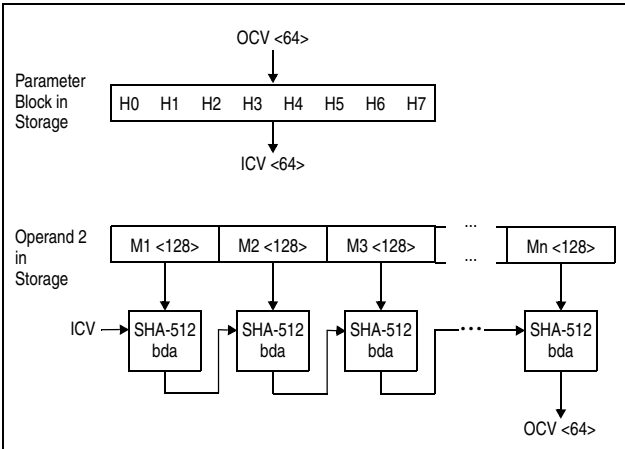 OCV <64>
Parameter
Block in
Storage
H0 H1 H2 H3 H4 H5 H6 H7
ICV <64>
Operand 2
in
Storage
M1 <128> M2 <128> M3 <128> ... ... Mn <128>
ICV SHA-512 bda SHA-512 bda SHA-512 bda ••• SHA-512 bda
OCV <64>